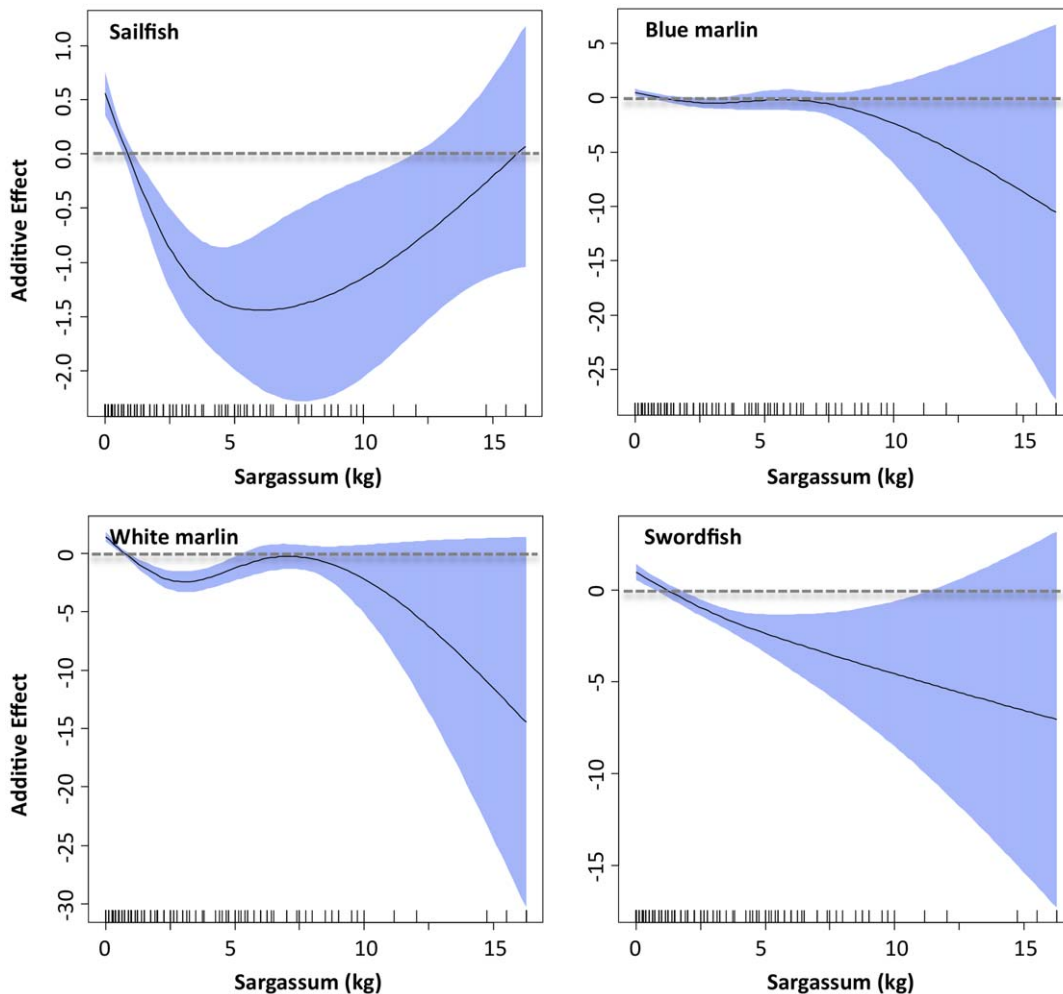 Sailfish
Additive Effect
1.0
0.5
0.0
-0.5
-1.0
-1.5
-2.0
0 5 10 15
Sargassum (kg)
Blue marlin
5
0
-5
-10
-15
-20
-25
0 5 10 15
Sargassum (kg)
White marlin
Additive Effect
0
-5
-10
-15
-20
-25
-30
0 5 10 15
Sargassum (kg)
Swordfish
0
-5
-10
-15
0 5 10 15
Sargassum (kg)